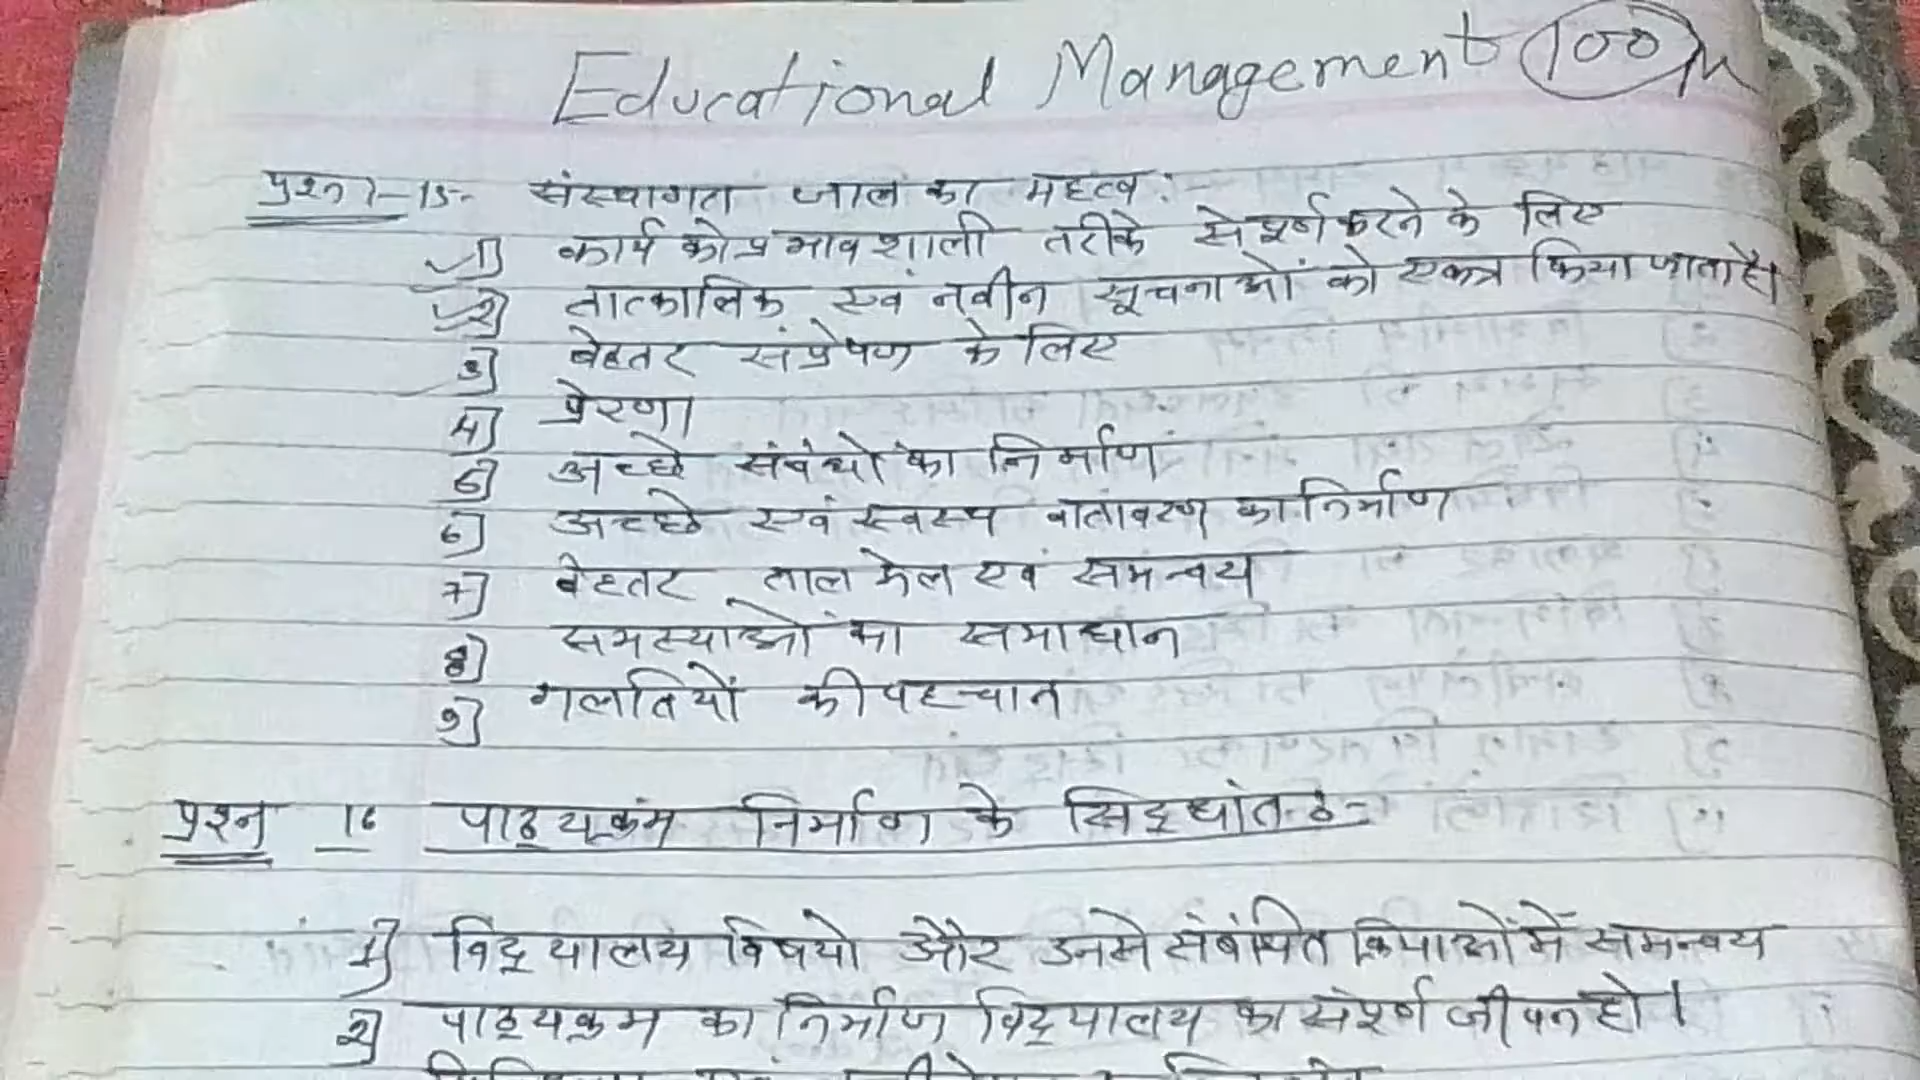 Educational Management 100 M
प्रश्न 7-15- संस्थागत जाल का महत्व :-
1) कार्य को प्रभावशाली तरीके से पूर्ण करने के लिए
2) तात्कालिक एवं नवीन सूचनाओं को एकत्र किया जाता है।
3) बेहतर संप्रेषण के लिए
4) प्रेरणा
5) अच्छे संबंधो का निर्माण
6) अच्छे एवं स्वस्थ वातावरण का निर्माण
7) बेहतर ताल मेल एवं समन्वय
8) समस्याओं का समाधान
9) गलतियों की पहचान
प्रश्न 16 पाठ्यक्रम निर्माण के सिद्धांत :-
1) विद्यालय विषयो और उनसे संबंधित क्रियाओं में समन्वय
2) पाठ्यक्रम का निर्माण विद्यालय का संपूर्ण जीवन हो।